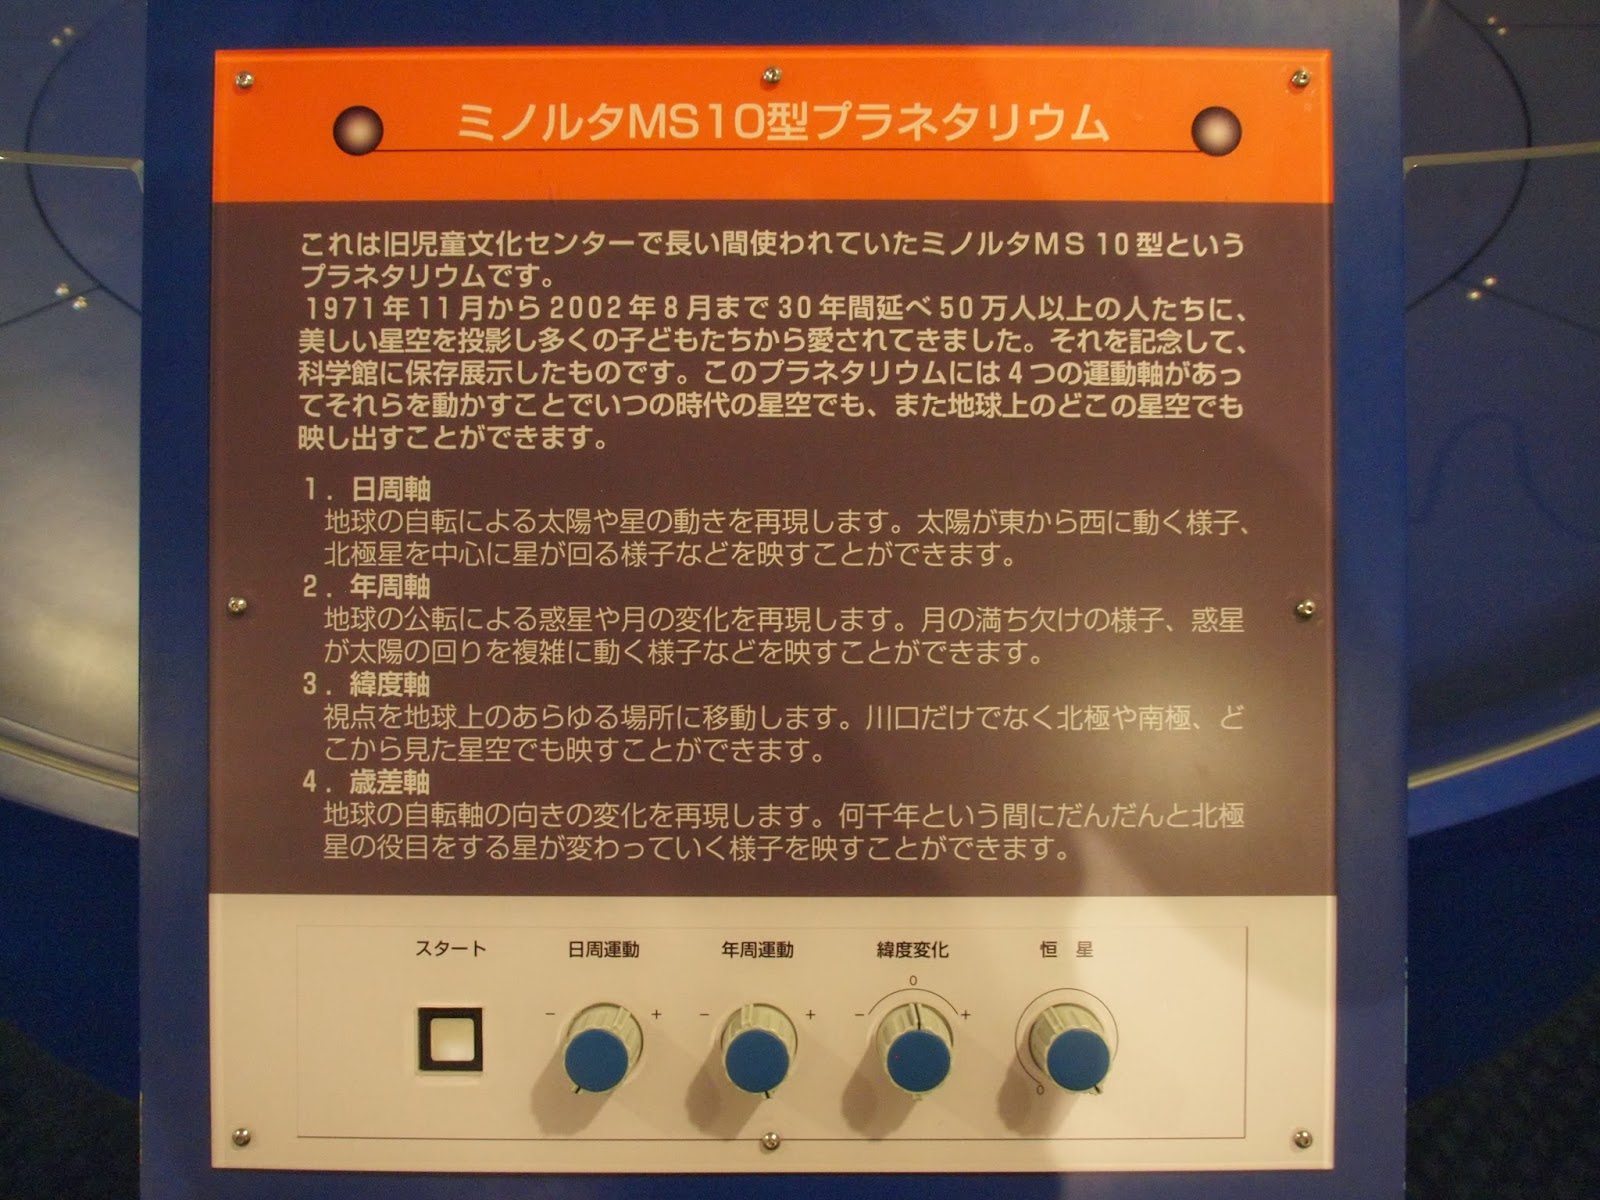 ミノルタMS10型プラネタリウム
これは旧児童文化センターで長い間使われていたミノルタMS10型という
プラネタリウムです。
1971年11月から2002年8月まで30年間延べ50万人以上の人たちに、
美しい星空を投影し多くの子どもたちから愛されてきました。それを記念して、
科学館に保存展示したものです。このプラネタリウムには4つの運動軸があっ
てそれらを動かすことでいつの時代の星空でも、また地球上のどこの星空でも
映し出すことができます。
1．日周軸
地球の自転による太陽や星の動きを再現します。太陽が東から西に動く様子、
北極星を中心に星が回る様子などを映すことができます。
2．年周軸
地球の公転による惑星や月の変化を再現します。月の満ち欠けの様子、惑星
が太陽の回りを複雑に動く様子などを映すことができます。
3．緯度軸
視点を地球上のあらゆる場所に移動します。川口だけでなく北極や南極、ど
こから見た星空でも映すことができます。
4．歳差軸
地球の自転軸の向きの変化を再現します。何千年という間にだんだんと北極
星の役目をする星が変わっていく様子を映すことができます。
スタート 日周運動 年周運動 緯度変化 恒　星
0
− + − + − +
0